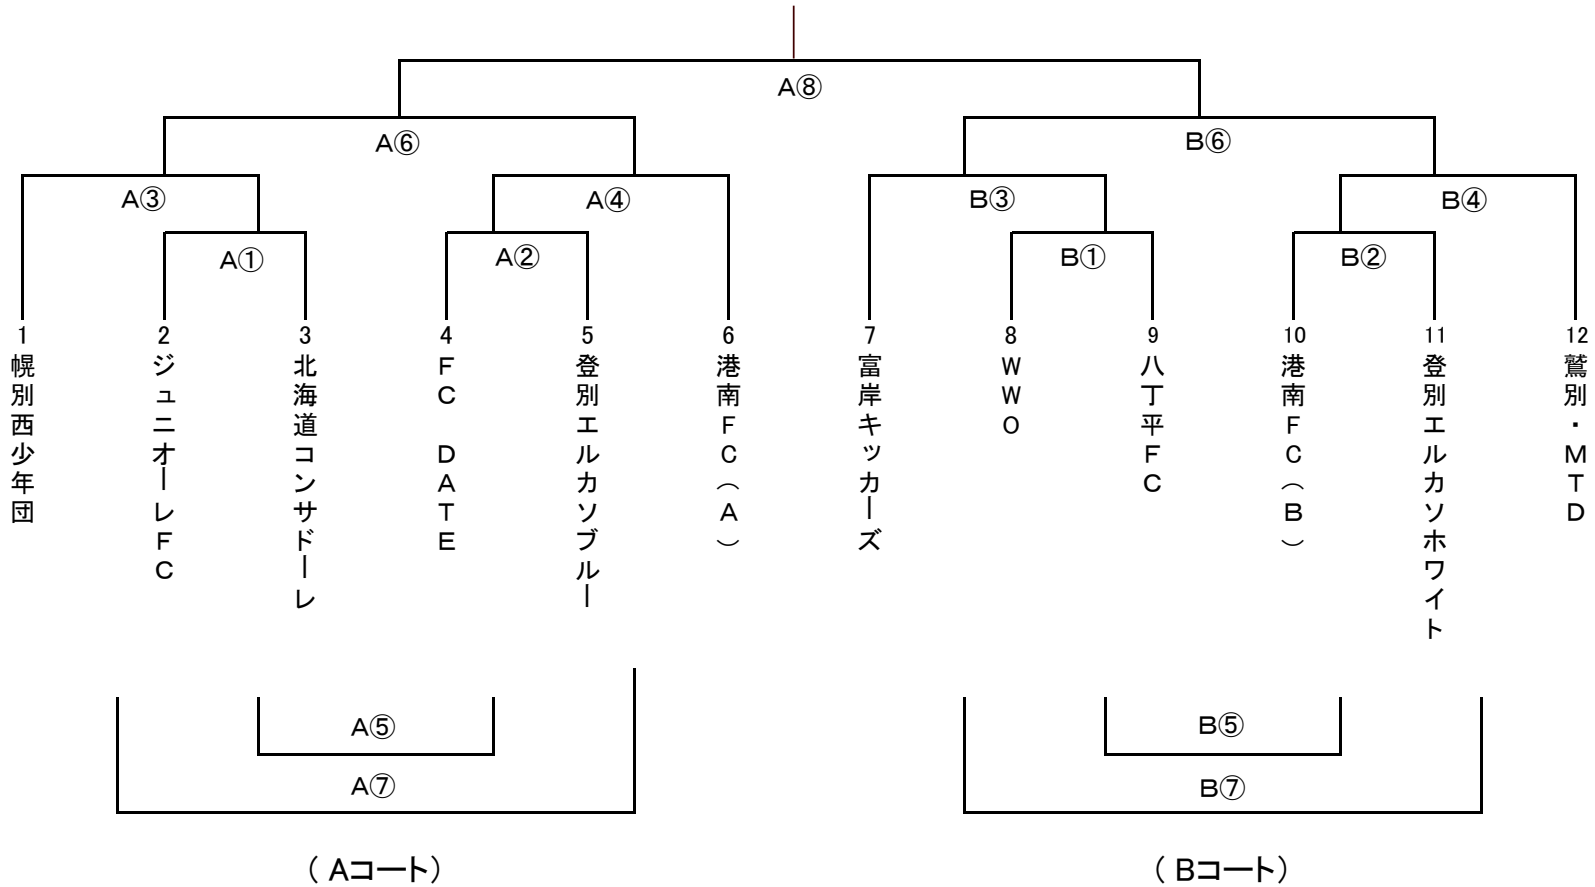 A⑧
A⑥
B⑥
A③
A④
B③
B④
A①
A②
B①
B②
1
幌別西少年団
2
ジュニオーレFC
3
北海道コンサドーレ
4
FC DATE
5
登別エルカソブルー
6
港南FC（A）
7
富岸キッカーズ
8
WWO
9
八丁平FC
10
港南FC（B）
11
登別エルカソホワイト
12
鷲別・MTD
A⑤
B⑤
A⑦
B⑦
（ Aコート）
（ Bコート）